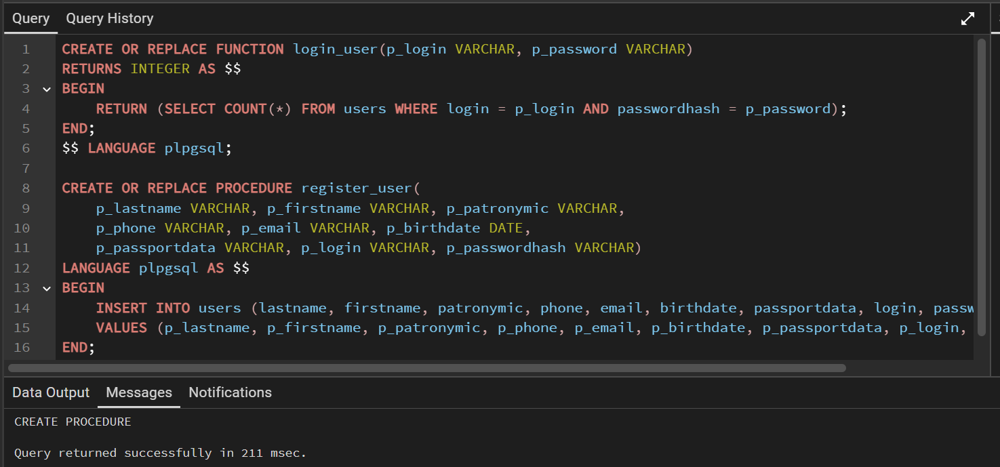 Query Query History
1 CREATE OR REPLACE FUNCTION login_user(p_login VARCHAR, p_password VARCHAR)
2 RETURNS INTEGER AS $$
3 BEGIN
4     RETURN (SELECT COUNT(*) FROM users WHERE login = p_login AND passwordhash = p_password);
5 END;
6 $$ LANGUAGE plpgsql;
7
8 CREATE OR REPLACE PROCEDURE register_user(
9     p_lastname VARCHAR, p_firstname VARCHAR, p_patronymic VARCHAR,
10     p_phone VARCHAR, p_email VARCHAR, p_birthdate DATE,
11     p_passportdata VARCHAR, p_login VARCHAR, p_passwordhash VARCHAR)
12 LANGUAGE plpgsql AS $$
13 BEGIN
14     INSERT INTO users (lastname, firstname, patronymic, phone, email, birthdate, passportdata, login, passw
15     VALUES (p_lastname, p_firstname, p_patronymic, p_phone, p_email, p_birthdate, p_passportdata, p_login,
16 END;
Data Output Messages Notifications
CREATE PROCEDURE
Query returned successfully in 211 msec.